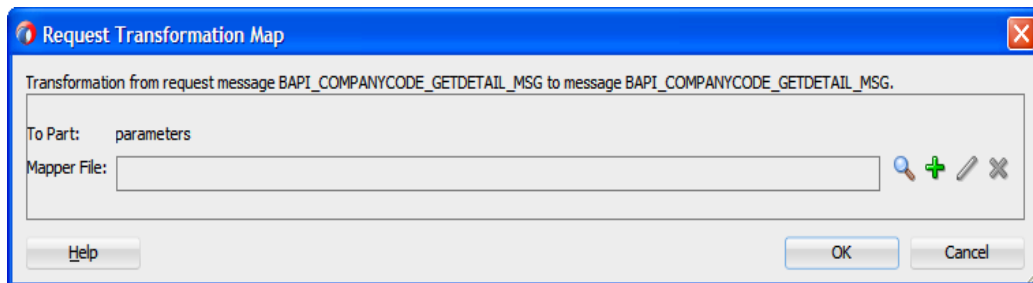 Request Transformation Map
Transformation from request message BAPI_COMPANYCODE_GETDETAIL_MSG to message BAPI_COMPANYCODE_GETDETAIL_MSG.
To Part: parameters
Mapper File:
Help OK Cancel